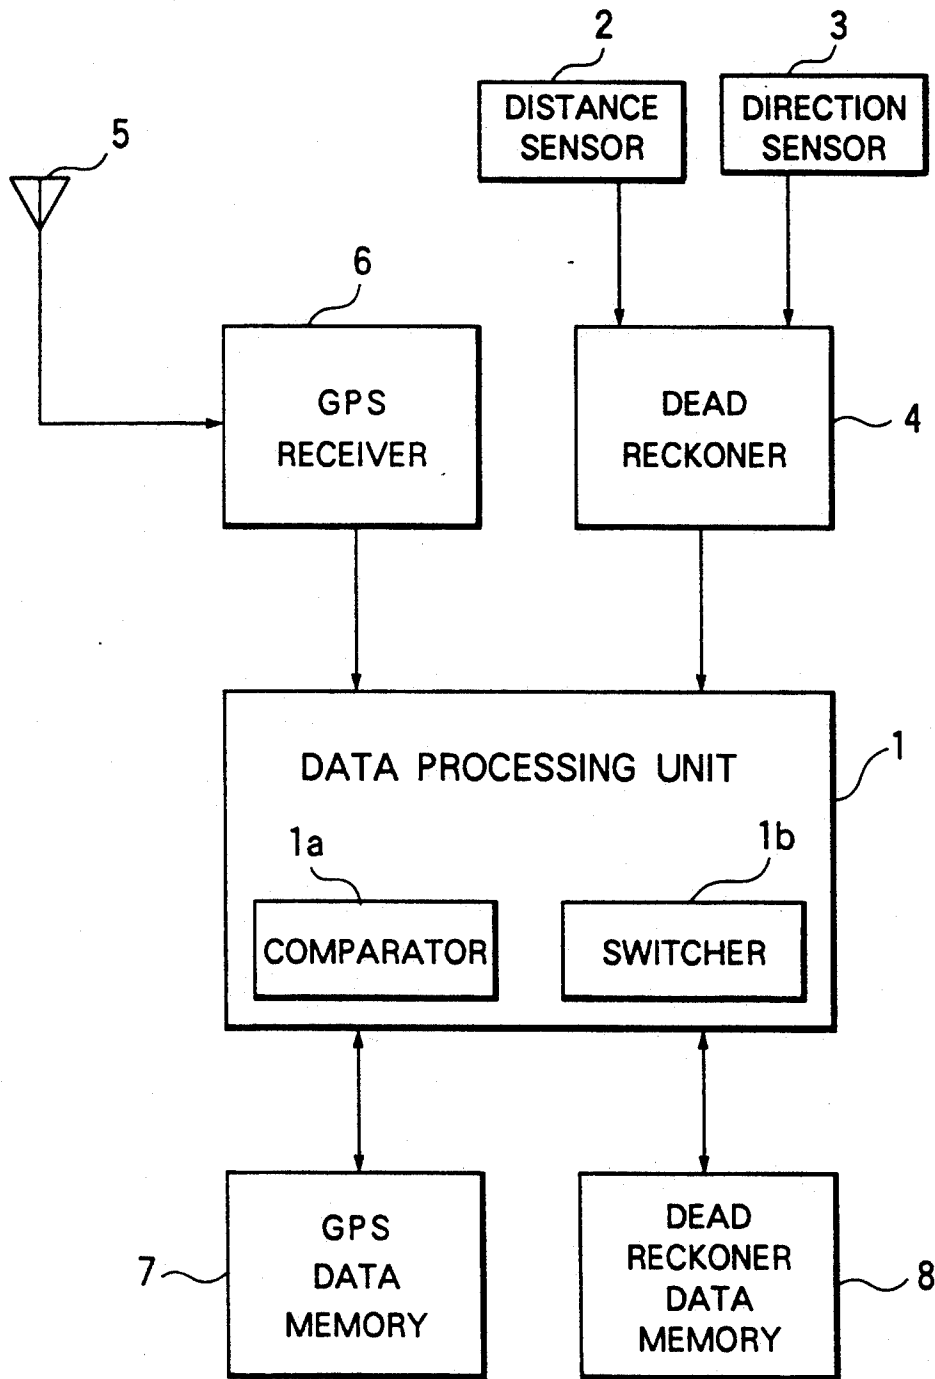 2
3
DISTANCE
SENSOR
DIRECTION
SENSOR
5
6
GPS
RECEIVER
DEAD
RECKONER
4
DATA PROCESSING UNIT
1
1a
1b
COMPARATOR
SWITCHER
GPS
DATA
MEMORY
7
DEAD
RECKONER
DATA
MEMORY
8